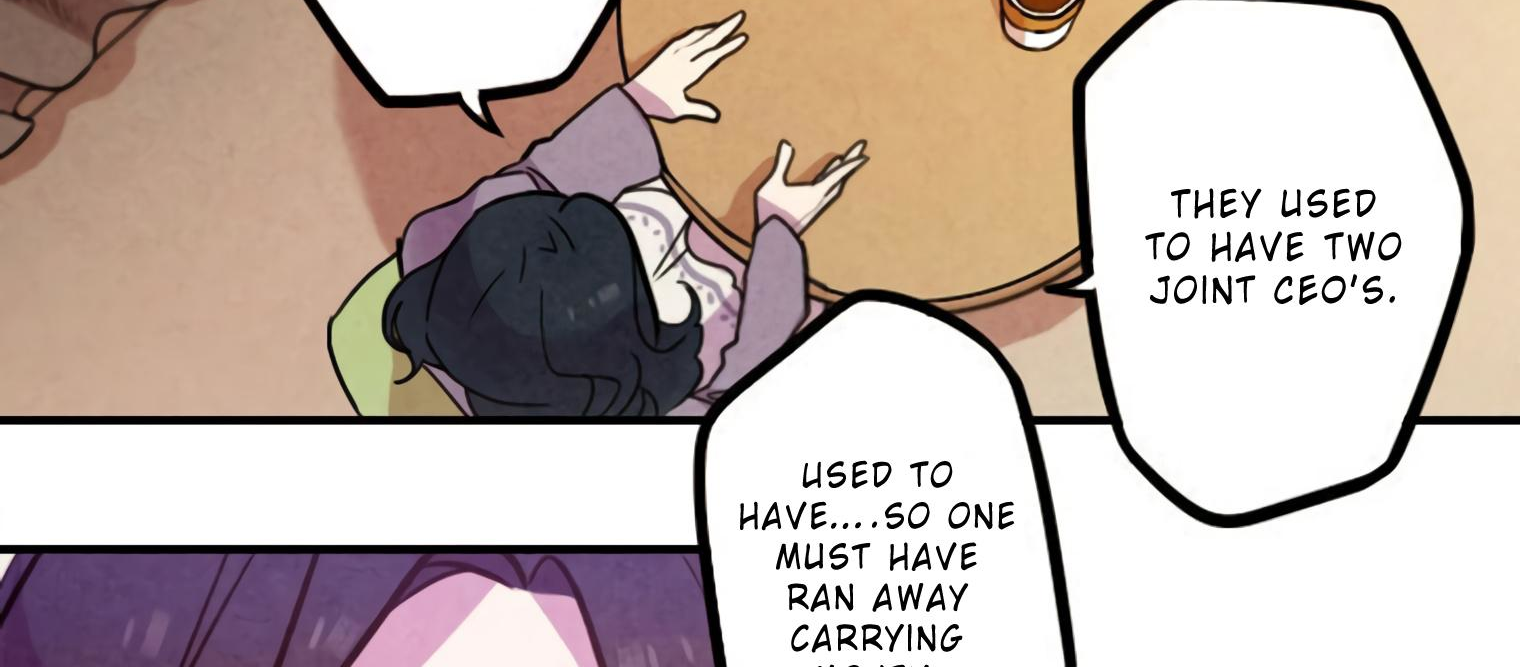 THEY USED
TO HAVE TWO
JOINT CEO'S.
USED TO
HAVE....SO ONE
MUST HAVE
RAN AWAY
CARRYING